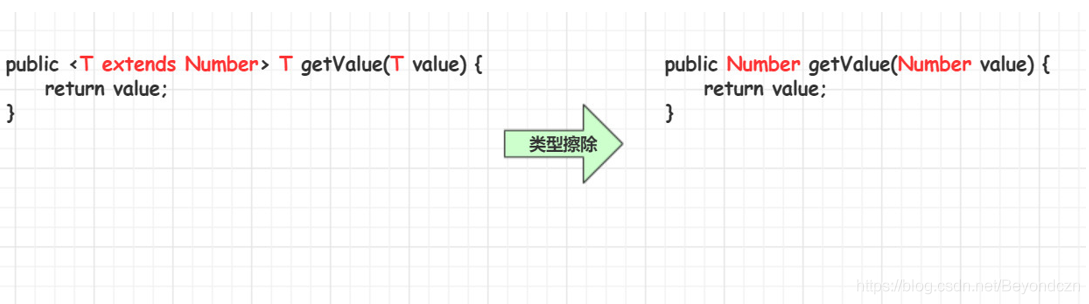 public <T extends Number> T getValue(T value) {
return value;
}
类型擦除
public Number getValue(Number value) {
return value;
}
https://blog.csdn.net/Beyondczn